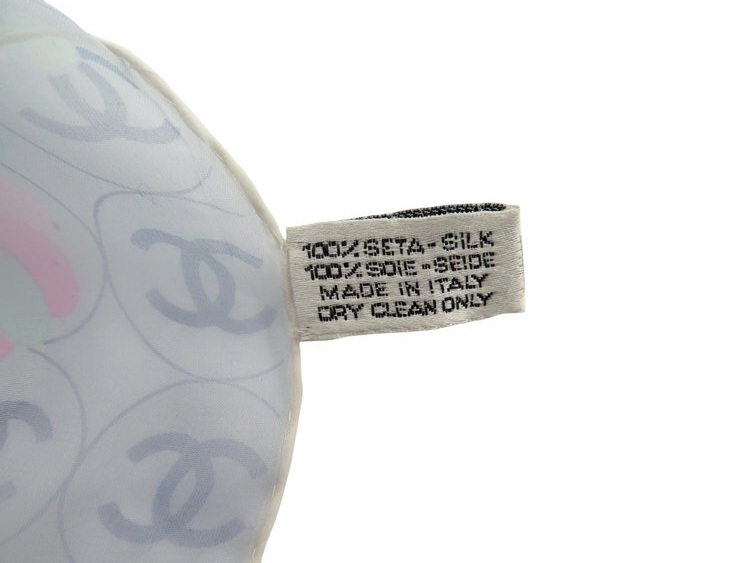 100% SETA - SILK
100% SOIE - SEIDE
MADE IN ITALY
DRY CLEAN ONLY